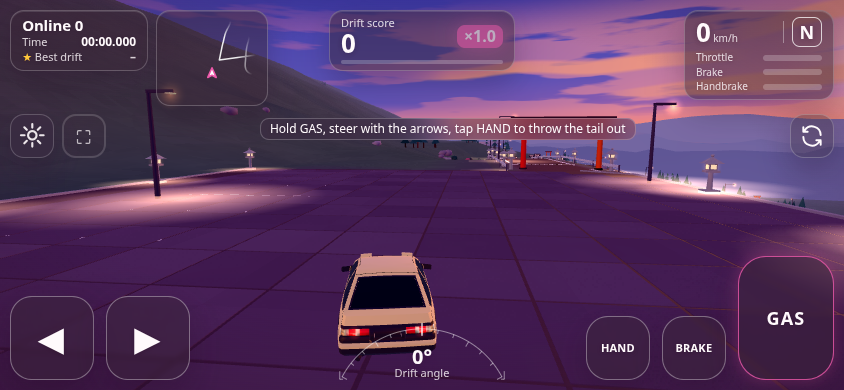 Online 0
Time 00:00.000
★ Best drift –
Drift score
0 ×1.0
0 km/h N
Throttle
Brake
Handbrake
Hold GAS, steer with the arrows, tap HAND to throw the tail out
◀ ▶
HAND BRAKE GAS
0°
Drift angle